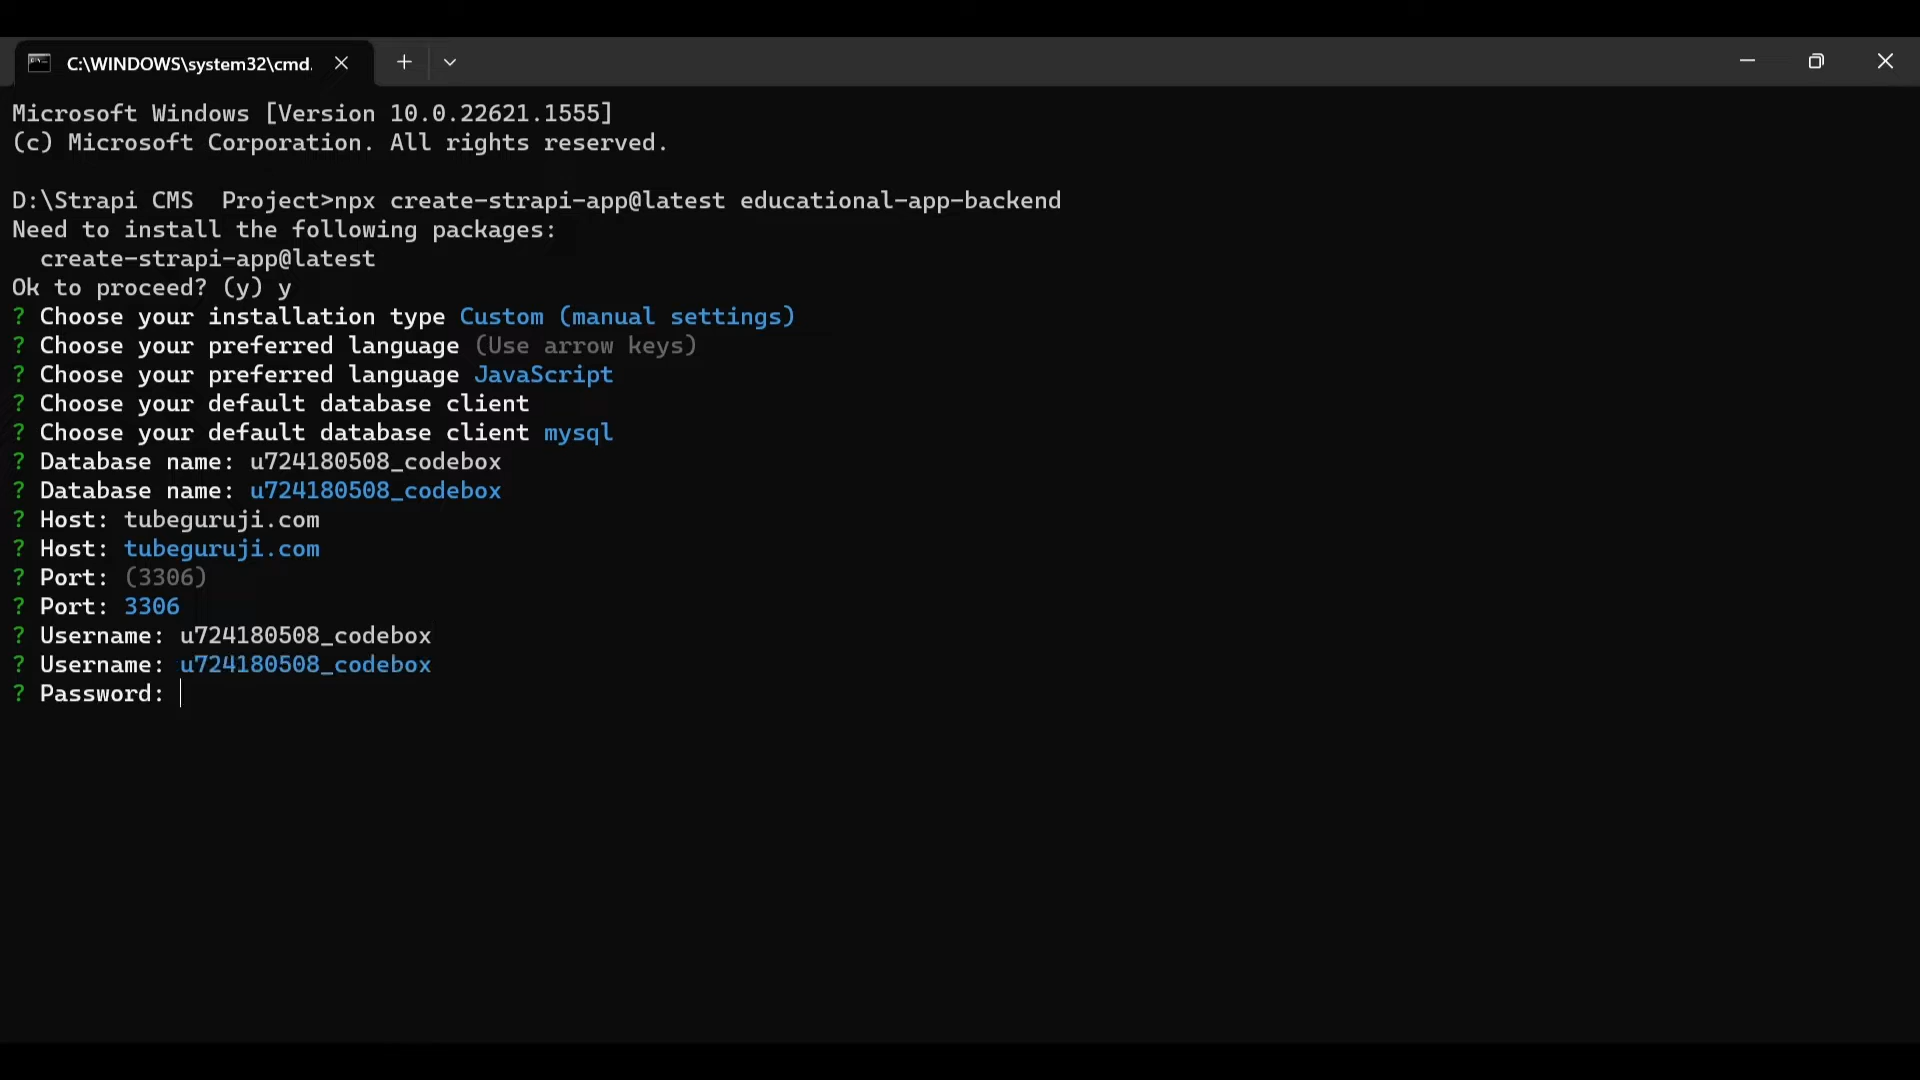 C:\WINDOWS\system32\cmd.
Microsoft Windows [Version 10.0.22621.1555]
(c) Microsoft Corporation. All rights reserved.
D:\Strapi CMS  Project>npx create-strapi-app@latest educational-app-backend
Need to install the following packages:
  create-strapi-app@latest
Ok to proceed? (y) y
? Choose your installation type Custom (manual settings)
? Choose your preferred language (Use arrow keys)
? Choose your preferred language JavaScript
? Choose your default database client
? Choose your default database client mysql
? Database name: u724180508_codebox
? Database name: u724180508_codebox
? Host: tubeguruji.com
? Host: tubeguruji.com
? Port: (3306)
? Port: 3306
? Username: u724180508_codebox
? Username: u724180508_codebox
? Password: